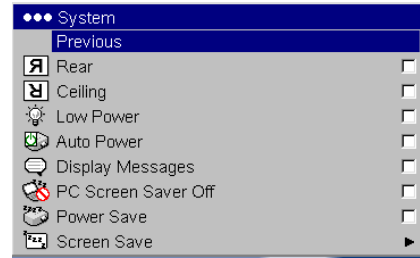 System
Previous
Rear
Ceiling
Low Power
Auto Power
Display Messages
PC Screen Saver Off
Power Save
Screen Save